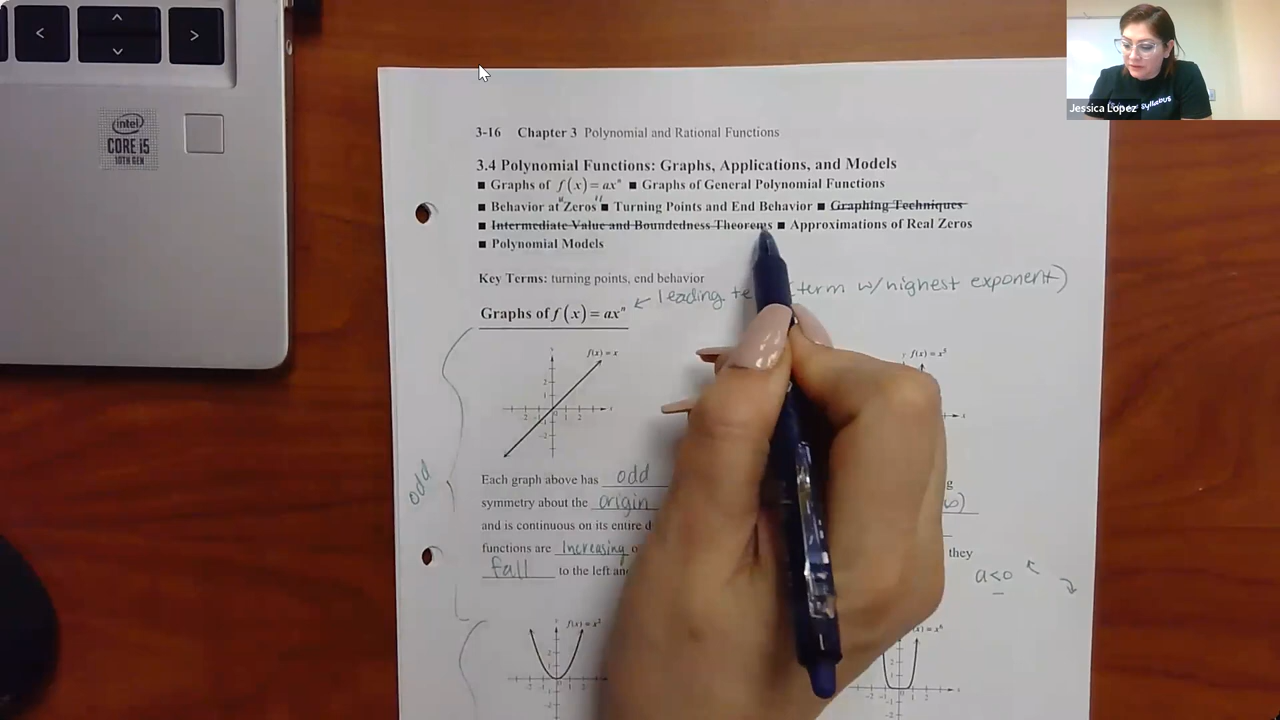 intel
CORE i5
10TH GEN
Jessica Lopez
3-16 Chapter 3 Polynomial and Rational Functions
3.4 Polynomial Functions: Graphs, Applications, and Models
■ Graphs of f(x) = axⁿ ■ Graphs of General Polynomial Functions
■ Behavior at "Zeros" ■ Turning Points and End Behavior ■ Graphing Techniques
■ Intermediate Value and Boundedness Theorems ■ Approximations of Real Zeros
■ Polynomial Models
Key Terms: turning points, end behavior
← leading (term w/highest exponent)
Graphs of f(x) = axⁿ
f(x) = x
f(x) = x⁵
odd
Each graph above has odd
symmetry about the origin
and is continuous on its entire
functions are Increasing
they
fall to the left and
a<0
f(x) = x²
f(x) = x⁶